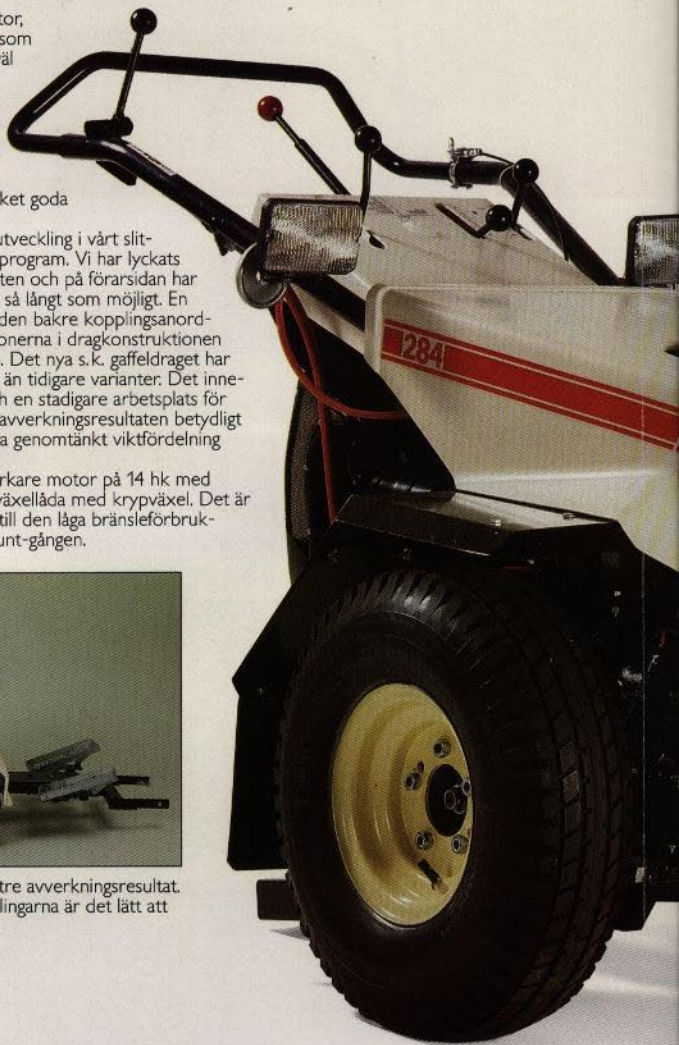 tor,
som
äl
ket goda
utveckling i vårt slit-
program. Vi har lyckats
ten och på förarsidan har
så långt som möjligt. En
den bakre kopplingsanord-
onerna i dragkonstruktionen
. Det nya s.k. gaffeldraget har
än tidigare varianter. Det inne-
h en stadigare arbetsplats för
avverkningsresultaten betydligt
a genomtänkt viktfördelning
rkare motor på 14 hk med
växellåda med krypväxel. Det är
till den låga bränsleförbruk-
unt-gången.
284
tre avverkningsresultat.
lingarna är det lätt att